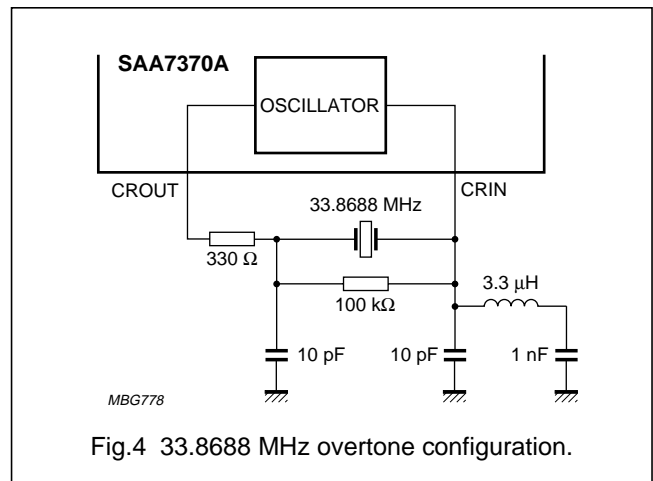 SAA7370A
OSCILLATOR
CROUT
CRIN
33.8688 MHz
330 Ω
3.3 μH
100 kΩ
10 pF
10 pF
1 nF
MBG778
Fig.4 33.8688 MHz overtone configuration.